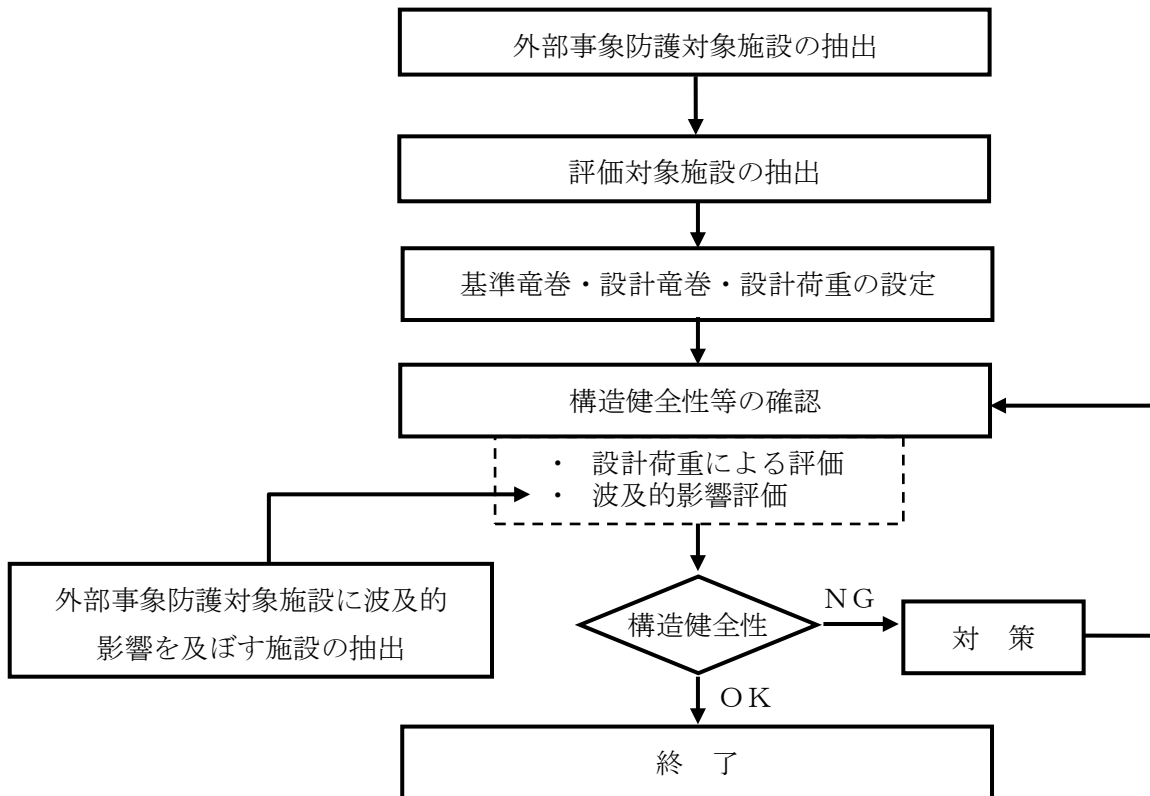 外部事象防護対象施設の抽出
評価対象施設の抽出
基準竜巻・設計竜巻・設計荷重の設定
構造健全性等の確認
・ 設計荷重による評価
・ 波及的影響評価
外部事象防護対象施設に波及的
影響を及ぼす施設の抽出
構造健全性
ＮＧ
対　策
ＯＫ
終　了